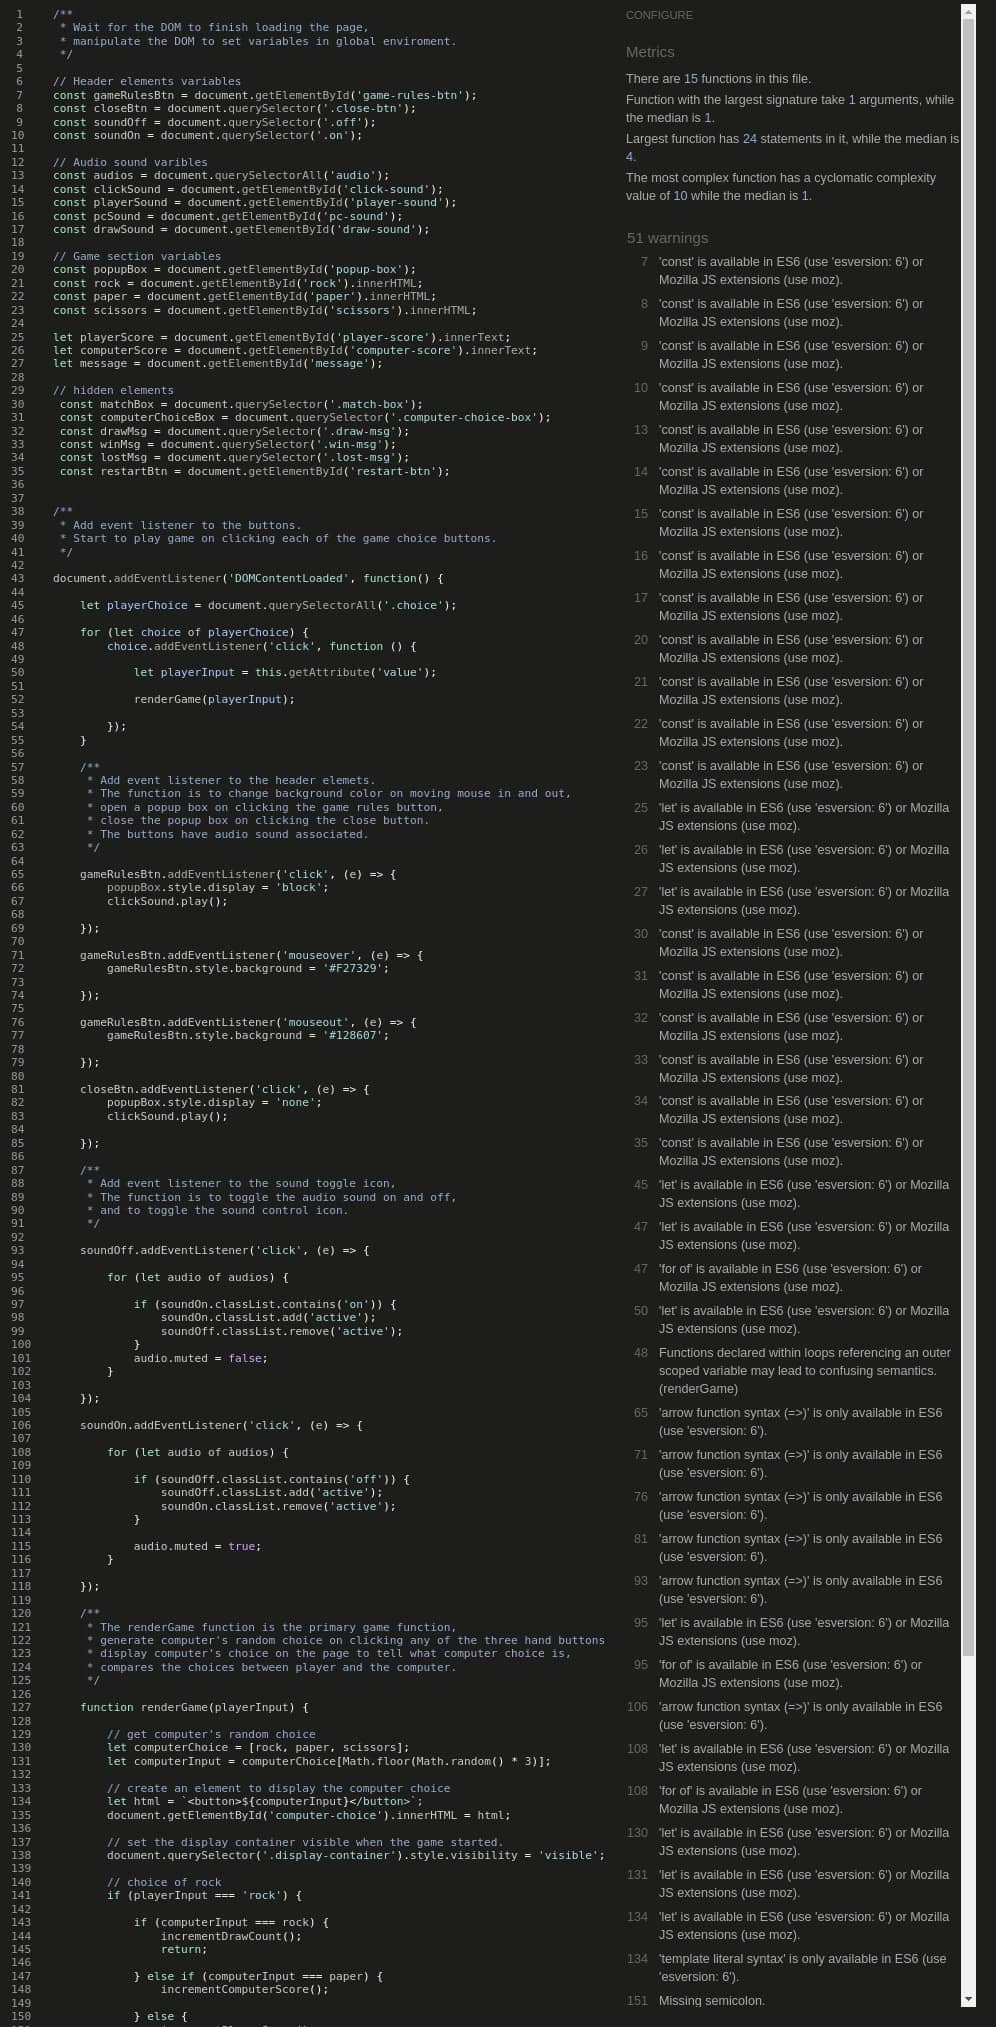 1 /**
2 * Wait for the DOM to finish loading the page,
3 * manipulate the DOM to set variables in global enviroment.
4 */
5
6 // Header elements variables
7 const gameRulesBtn = document.getElementById('game-rules-btn');
8 const closeBtn = document.querySelector('.close-btn');
9 const soundOff = document.querySelector('.off');
10 const soundOn = document.querySelector('.on');
11
12 // Audio sound varibles
13 const audios = document.querySelectorAll('audio');
14 const clickSound = document.getElementById('click-sound');
15 const playerSound = document.getElementById('player-sound');
16 const pcSound = document.getElementById('pc-sound');
17 const drawSound = document.getElementById('draw-sound');
18
19 // Game section variables
20 const popupBox = document.getElementById('popup-box');
21 const rock = document.getElementById('rock').innerHTML;
22 const paper = document.getElementById('paper').innerHTML;
23 const scissors = document.getElementById('scissors').innerHTML;
24
25 let playerScore = document.getElementById('player-score').innerText;
26 let computerScore = document.getElementById('computer-score').innerText;
27 let message = document.getElementById('message');
28
29 // hidden elements
30 const matchBox = document.querySelector('.match-box');
31 const computerChoiceBox = document.querySelector('.computer-choice-box');
32 const drawMsg = document.querySelector('.draw-msg');
33 const winMsg = document.querySelector('.win-msg');
34 const lostMsg = document.querySelector('.lost-msg');
35 const restartBtn = document.getElementById('restart-btn');
36
37
38 /**
39 * Add event listener to the buttons.
40 * Start to play game on clicking each of the game choice buttons.
41 */
42
43 document.addEventListener('DOMContentLoaded', function() {
44
45 let playerChoice = document.querySelectorAll('.choice');
46
47 for (let choice of playerChoice) {
48 choice.addEventListener('click', function () {
49
50 let playerInput = this.getAttribute('value');
51
52 renderGame(playerInput);
53
54 });
55 }
56
57 /**
58 * Add event listener to the header elemets.
59 * The function is to change background color on moving mouse in and out,
60 * open a popup box on clicking the game rules button,
61 * close the popup box on clicking the close button.
62 * The buttons have audio sound associated.
63 */
64
65 gameRulesBtn.addEventListener('click', (e) => {
66 popupBox.style.display = 'block';
67 clickSound.play();
68
69 });
70
71 gameRulesBtn.addEventListener('mouseover', (e) => {
72 gameRulesBtn.style.background = '#F27329';
73
74 });
75
76 gameRulesBtn.addEventListener('mouseout', (e) => {
77 gameRulesBtn.style.background = '#128607';
78
79 });
80
81 closeBtn.addEventListener('click', (e) => {
82 popupBox.style.display = 'none';
83 clickSound.play();
84
85 });
86
87 /**
88 * Add event listener to the sound toggle icon,
89 * The function is to toggle the audio sound on and off,
90 * and to toggle the sound control icon.
91 */
92
93 soundOff.addEventListener('click', (e) => {
94
95 for (let audio of audios) {
96
97 if (soundOn.classList.contains('on')) {
98 soundOn.classList.add('active');
99 soundOff.classList.remove('active');
100 }
101 audio.muted = false;
102 }
103
104 });
105
106 soundOn.addEventListener('click', (e) => {
107
108 for (let audio of audios) {
109
110 if (soundOff.classList.contains('off')) {
111 soundOff.classList.add('active');
112 soundOn.classList.remove('active');
113 }
114
115 audio.muted = true;
116 }
117
118 });
119
120 /**
121 * The renderGame function is the primary game function,
122 * generate computer's random choice on clicking any of the three hand buttons
123 * display computer's choice on the page to tell what computer choice is,
124 * compares the choices between player and the computer.
125 */
126
127 function renderGame(playerInput) {
128
129 // get computer's random choice
130 let computerChoice = [rock, paper, scissors];
131 let computerInput = computerChoice[Math.floor(Math.random() * 3)];
132
133 // create an element to display the computer choice
134 let html = `<button>${computerInput}</button>`;
135 document.getElementById('computer-choice').innerHTML = html;
136
137 // set the display container visible when the game started.
138 document.querySelector('.display-container').style.visibility = 'visible';
139
140 // choice of rock
141 if (playerInput === 'rock') {
142
143 if (computerInput === rock) {
144 incrementDrawCount();
145 return;
146
147 } else if (computerInput === paper) {
148 incrementComputerScore();
149
150 } else {
CONFIGURE
Metrics
There are 15 functions in this file.
Function with the largest signature take 1 arguments, while
the median is 1.
Largest function has 24 statements in it, while the median is
4.
The most complex function has a cyclomatic complexity
value of 10 while the median is 1.
51 warnings
7 'const' is available in ES6 (use 'esversion: 6') or
Mozilla JS extensions (use moz).
8 'const' is available in ES6 (use 'esversion: 6') or
Mozilla JS extensions (use moz).
9 'const' is available in ES6 (use 'esversion: 6') or
Mozilla JS extensions (use moz).
10 'const' is available in ES6 (use 'esversion: 6') or
Mozilla JS extensions (use moz).
13 'const' is available in ES6 (use 'esversion: 6') or
Mozilla JS extensions (use moz).
14 'const' is available in ES6 (use 'esversion: 6') or
Mozilla JS extensions (use moz).
15 'const' is available in ES6 (use 'esversion: 6') or
Mozilla JS extensions (use moz).
16 'const' is available in ES6 (use 'esversion: 6') or
Mozilla JS extensions (use moz).
17 'const' is available in ES6 (use 'esversion: 6') or
Mozilla JS extensions (use moz).
20 'const' is available in ES6 (use 'esversion: 6') or
Mozilla JS extensions (use moz).
21 'const' is available in ES6 (use 'esversion: 6') or
Mozilla JS extensions (use moz).
22 'const' is available in ES6 (use 'esversion: 6') or
Mozilla JS extensions (use moz).
23 'const' is available in ES6 (use 'esversion: 6') or
Mozilla JS extensions (use moz).
25 'let' is available in ES6 (use 'esversion: 6') or Mozilla
JS extensions (use moz).
26 'let' is available in ES6 (use 'esversion: 6') or Mozilla
JS extensions (use moz).
27 'let' is available in ES6 (use 'esversion: 6') or Mozilla
JS extensions (use moz).
30 'const' is available in ES6 (use 'esversion: 6') or
Mozilla JS extensions (use moz).
31 'const' is available in ES6 (use 'esversion: 6') or
Mozilla JS extensions (use moz).
32 'const' is available in ES6 (use 'esversion: 6') or
Mozilla JS extensions (use moz).
33 'const' is available in ES6 (use 'esversion: 6') or
Mozilla JS extensions (use moz).
34 'const' is available in ES6 (use 'esversion: 6') or
Mozilla JS extensions (use moz).
35 'const' is available in ES6 (use 'esversion: 6') or
Mozilla JS extensions (use moz).
45 'let' is available in ES6 (use 'esversion: 6') or Mozilla
JS extensions (use moz).
47 'let' is available in ES6 (use 'esversion: 6') or Mozilla
JS extensions (use moz).
47 'for of' is available in ES6 (use 'esversion: 6') or
Mozilla JS extensions (use moz).
50 'let' is available in ES6 (use 'esversion: 6') or Mozilla
JS extensions (use moz).
48 Functions declared within loops referencing an outer
scoped variable may lead to confusing semantics.
(renderGame)
65 'arrow function syntax (=>)' is only available in ES6
(use 'esversion: 6').
71 'arrow function syntax (=>)' is only available in ES6
(use 'esversion: 6').
76 'arrow function syntax (=>)' is only available in ES6
(use 'esversion: 6').
81 'arrow function syntax (=>)' is only available in ES6
(use 'esversion: 6').
93 'arrow function syntax (=>)' is only available in ES6
(use 'esversion: 6').
95 'let' is available in ES6 (use 'esversion: 6') or Mozilla
JS extensions (use moz).
95 'for of' is available in ES6 (use 'esversion: 6') or
Mozilla JS extensions (use moz).
106 'arrow function syntax (=>)' is only available in ES6
(use 'esversion: 6').
108 'let' is available in ES6 (use 'esversion: 6') or Mozilla
JS extensions (use moz).
108 'for of' is available in ES6 (use 'esversion: 6') or
Mozilla JS extensions (use moz).
130 'let' is available in ES6 (use 'esversion: 6') or Mozilla
JS extensions (use moz).
131 'let' is available in ES6 (use 'esversion: 6') or Mozilla
JS extensions (use moz).
134 'let' is available in ES6 (use 'esversion: 6') or Mozilla
JS extensions (use moz).
134 'template literal syntax' is only available in ES6 (use
'esversion: 6').
151 Missing semicolon.